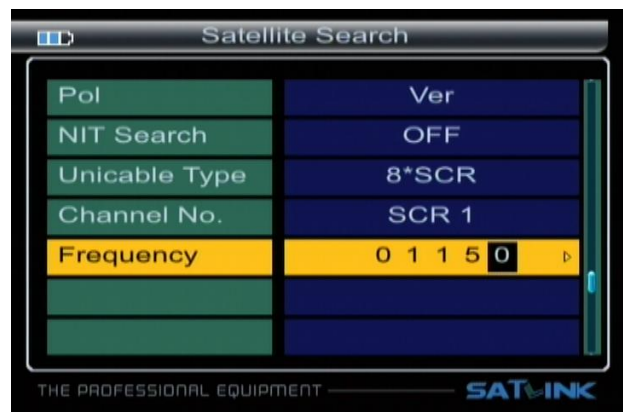 Satellite Search
Pol Ver
NIT Search OFF
Unicable Type 8*SCR
Channel No. SCR 1
Frequency 0 1 1 5 0
THE PROFESSIONAL EQUIPMENT SATLINK